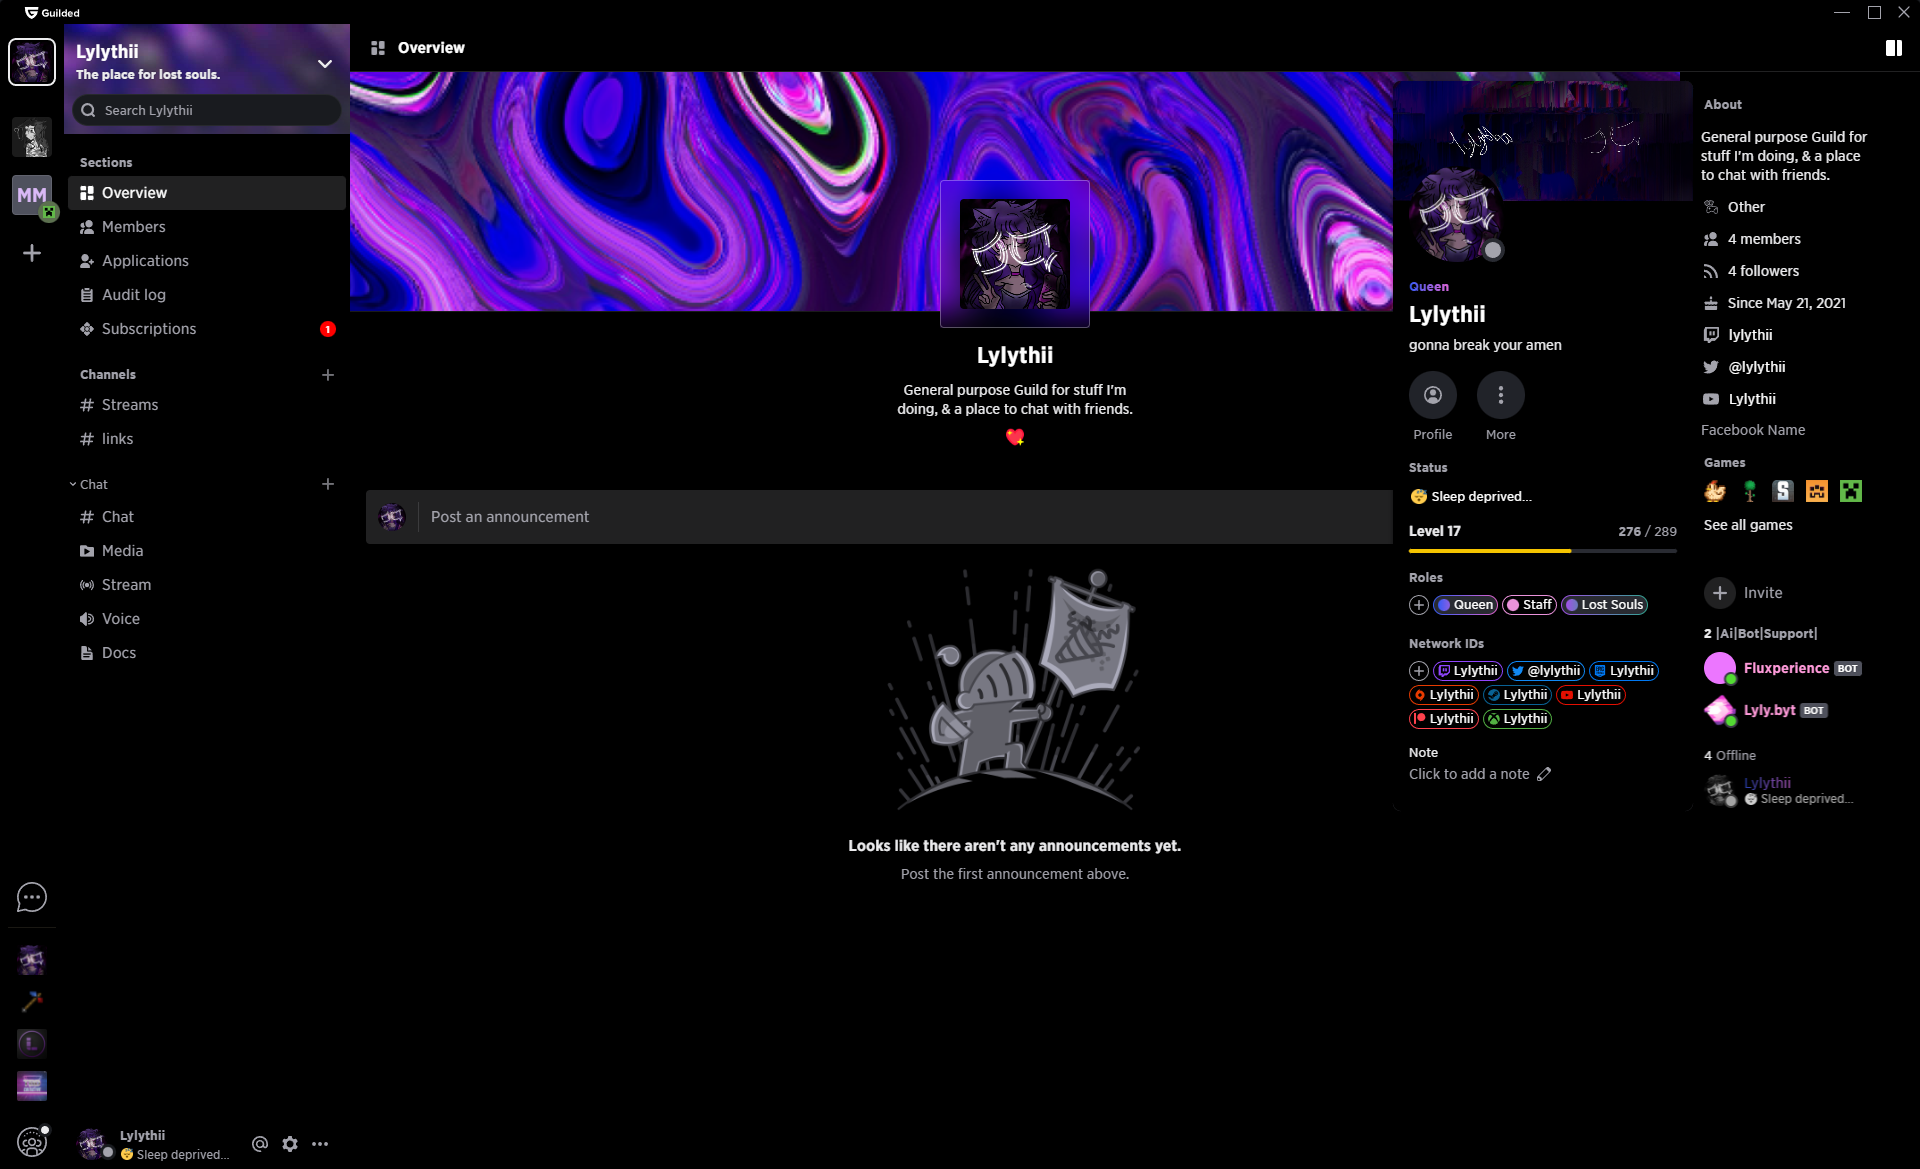 Guilded
Lylythii
The place for lost souls.
Search Lylythii
MM
Sections
Overview
Members
Applications
Audit log
Subscriptions
1
Channels
Streams
links
Chat
Chat
Media
Stream
Voice
Docs
Lylythii
Sleep deprived...
Overview
Lylythii
General purpose Guild for stuff I'm
doing, & a place to chat with friends.
Post an announcement
Looks like there aren't any announcements yet.
Post the first announcement above.
Queen
Lylythii
gonna break your amen
Profile
More
Status
Sleep deprived...
Level 17
276 / 289
Roles
Queen
Staff
Lost Souls
Network IDs
Lylythii
@lylythii
Lylythii
Lylythii
Lylythii
Lylythii
Lylythii
Lylythii
Note
Click to add a note
About
General purpose Guild for
stuff I'm doing, & a place
to chat with friends.
Other
4 members
4 followers
Since May 21, 2021
lylythii
@lylythii
Lylythii
Facebook Name
Games
See all games
Invite
2 |Ai|Bot|Support|
Fluxperience BOT
Lyly.byt BOT
4 Offline
Lylythii
Sleep deprived...